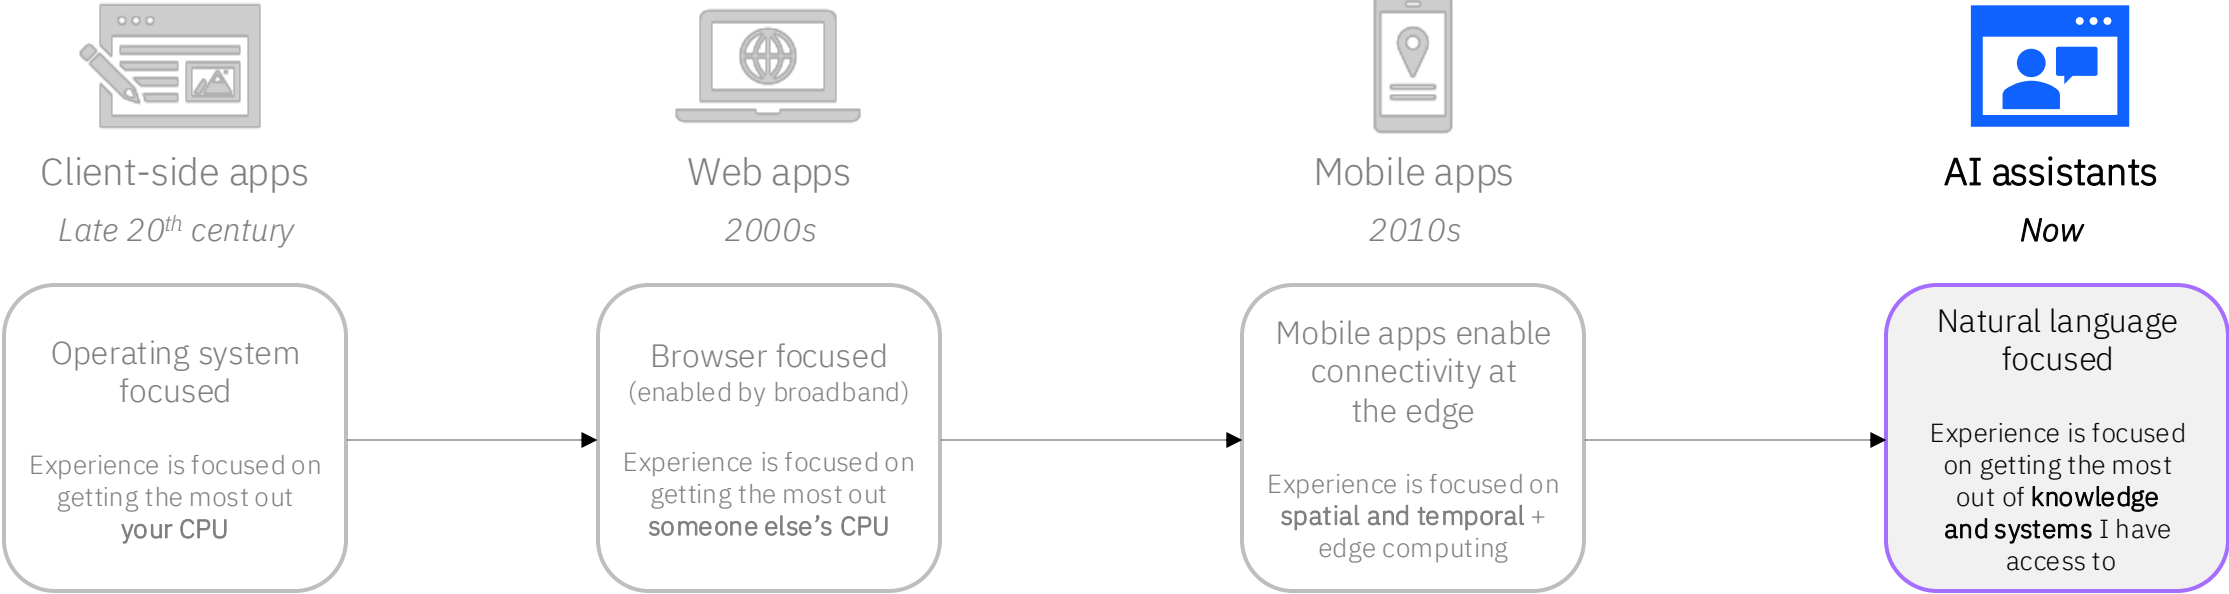 Client-side apps
Late 20th century
Operating system
focused
Experience is focused on
getting the most out
your CPU
Web apps
2000s
Browser focused
(enabled by broadband)
Experience is focused on
getting the most out
someone else’s CPU
Mobile apps
2010s
Mobile apps enable
connectivity at
the edge
Experience is focused on
spatial and temporal +
edge computing
AI assistants
Now
Natural language
focused
Experience is focused
on getting the most
out of knowledge
and systems I have
access to